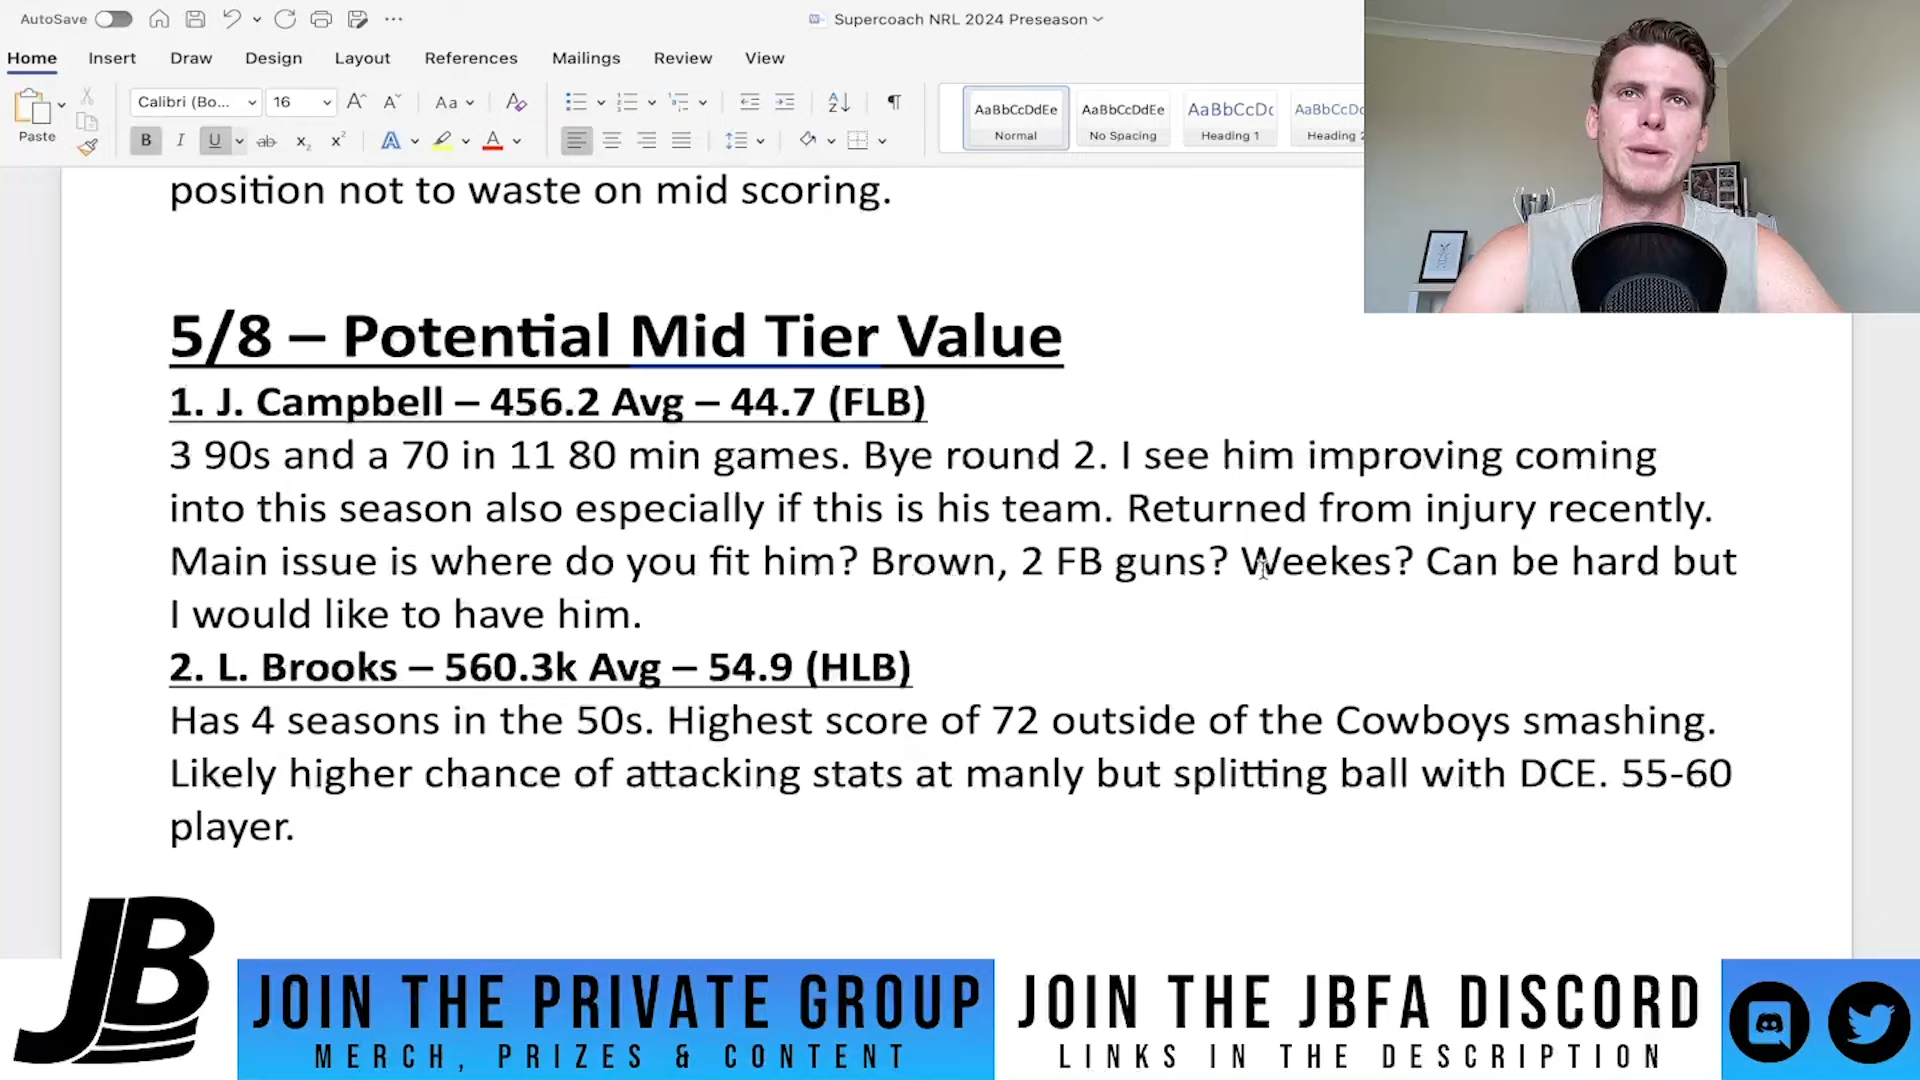 AutoSave
Supercoach NRL 2024 Preseason
Home Insert Draw Design Layout References Mailings Review View
Paste
Calibri (Bo... 16 Aa
B I U ab x₂ x²
AaBbCcDdEe AaBbCcDdEe AaBbCcDc AaBbCcDdE
Normal No Spacing Heading 1 Heading 2
position not to waste on mid scoring.
5/8 – Potential Mid Tier Value
1. J. Campbell – 456.2 Avg – 44.7 (FLB)
3 90s and a 70 in 11 80 min games. Bye round 2. I see him improving coming
into this season also especially if this is his team. Returned from injury recently.
Main issue is where do you fit him? Brown, 2 FB guns? Weekes? Can be hard but
I would like to have him.
2. L. Brooks – 560.3k Avg – 54.9 (HLB)
Has 4 seasons in the 50s. Highest score of 72 outside of the Cowboys smashing.
Likely higher chance of attacking stats at manly but splitting ball with DCE. 55-60
player.
JB
JOIN THE PRIVATE GROUP
MERCH, PRIZES & CONTENT
JOIN THE JBFA DISCORD
LINKS IN THE DESCRIPTION